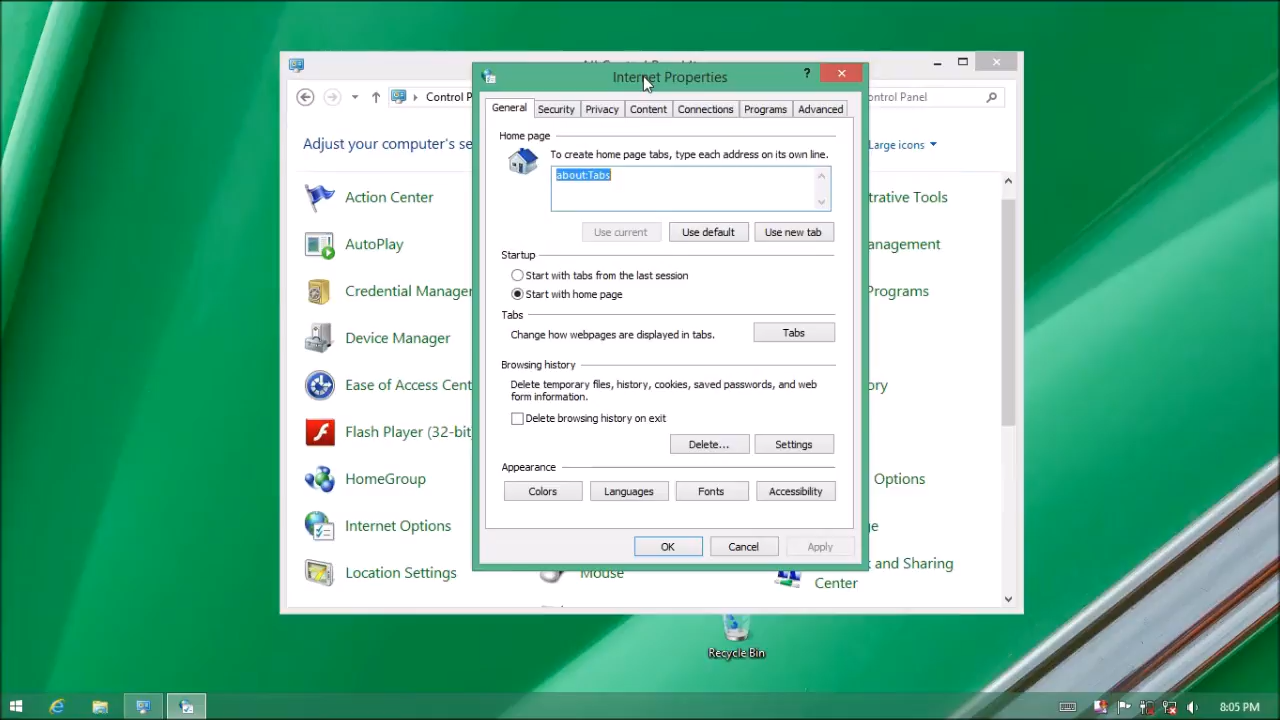 Internet Properties
?
Control P
ontrol Panel
Adjust your computer's se
Large icons
Action Center
AutoPlay
Credential Manager
Device Manager
Ease of Access Cent
Flash Player (32-bit
HomeGroup
Internet Options
Location Settings
General
Security
Privacy
Content
Connections
Programs
Advanced
Home page
To create home page tabs, type each address on its own line.
about:Tabs
Use current
Use default
Use new tab
Startup
Start with tabs from the last session
Start with home page
Tabs
Change how webpages are displayed in tabs.
Tabs
Browsing history
Delete temporary files, history, cookies, saved passwords, and web
form information.
Delete browsing history on exit
Delete...
Settings
Appearance
Colors
Languages
Fonts
Accessibility
OK
Cancel
Apply
Mouse
trative Tools
anagement
Programs
ory
Options
ge
k and Sharing
Center
Recycle Bin
8:05 PM